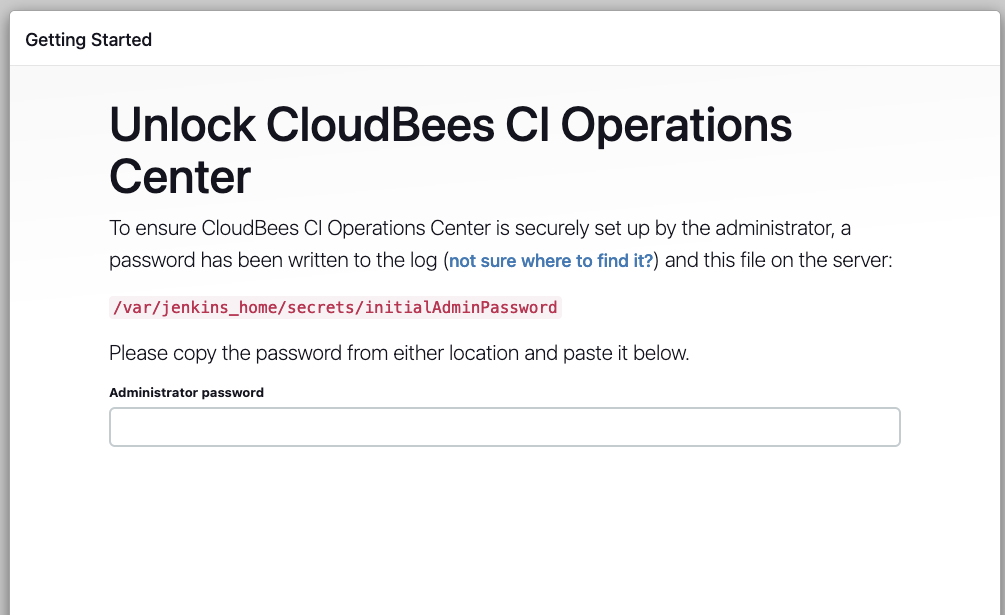 Getting Started
Unlock CloudBees CI Operations
Center
To ensure CloudBees CI Operations Center is securely set up by the administrator, a
password has been written to the log (not sure where to find it?) and this file on the server:
/var/jenkins_home/secrets/initialAdminPassword
Please copy the password from either location and paste it below.
Administrator password